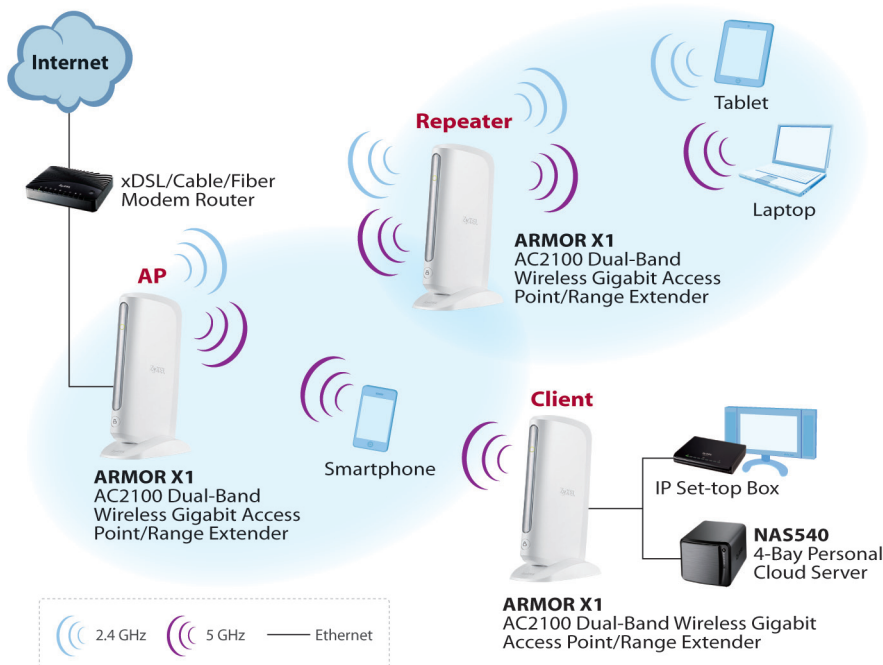 Internet
xDSL/Cable/Fiber
Modem Router
AP
ARMOR X1
AC2100 Dual-Band
Wireless Gigabit Access
Point/Range Extender
Repeater
ARMOR X1
AC2100 Dual-Band
Wireless Gigabit Access
Point/Range Extender
Tablet
Laptop
Smartphone
Client
ARMOR X1
AC2100 Dual-Band Wireless Gigabit
Access Point/Range Extender
IP Set-top Box
NAS540
4-Bay Personal
Cloud Server
2.4 GHz
5 GHz
Ethernet
ZyXEL
ZyXEL
ZyXEL